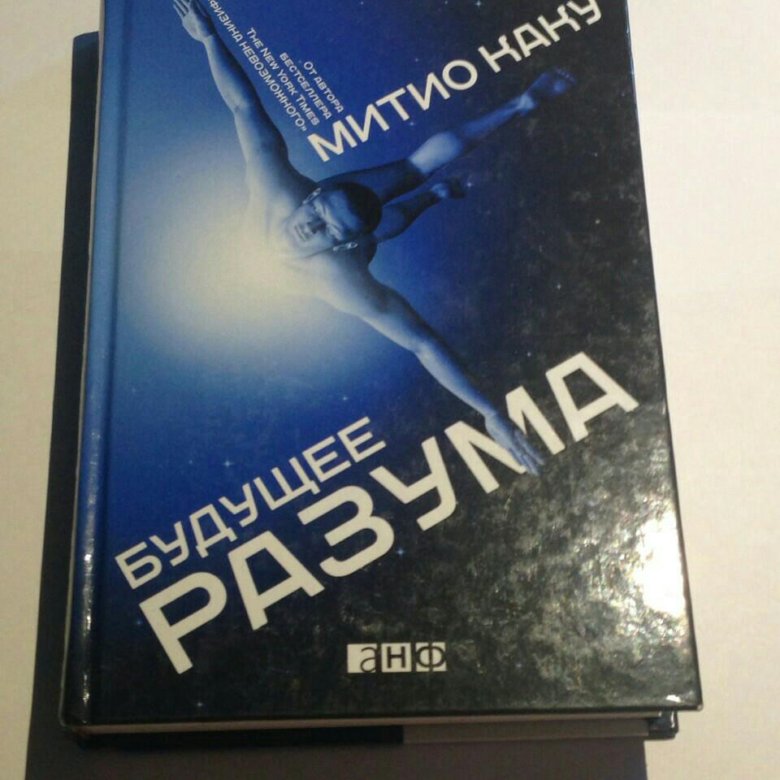 ОТ АВТОРА
БЕСТСЕЛЛЕРА
THE NEW YORK TIMES
ФИЗИКА НЕВОЗМОЖНОГО»
МИТИО КАКУ
БУДУЩЕЕ
РАЗУМА
анф